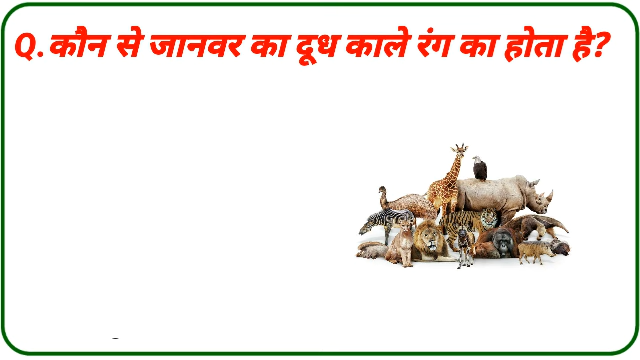 Q. कौन से जानवर का दूध काले रंग का होता है?